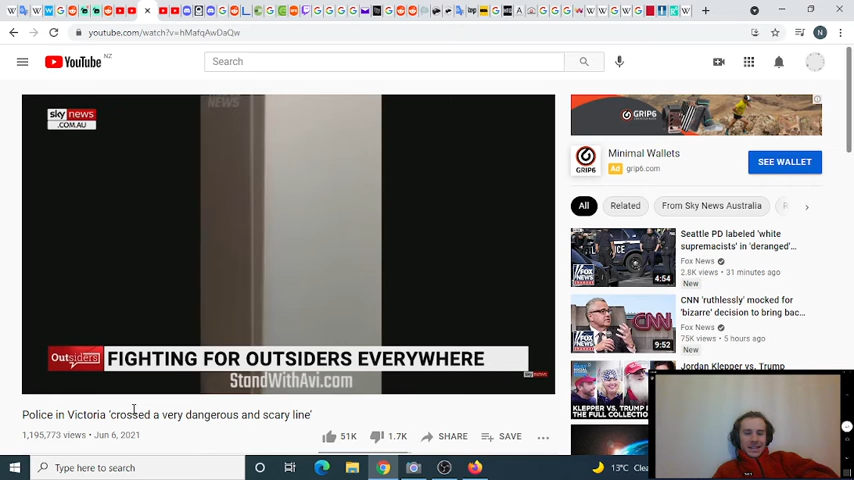 youtube.com/watch?v=hMafqAwDaQw
YouTube NZ
Search
N
NEWS
sky news
.COM.AU
Outsiders
FIGHTING FOR OUTSIDERS EVERYWHERE
StandWithAvi.com
sky news
Police in Victoria 'crossed a very dangerous and scary line'
1,195,773 views • Jun 6, 2021
51K
1.7K
SHARE
SAVE
GRIP6
Minimal Wallets
Ad grip6.com
SEE WALLET
All
Related
From Sky News Australia
Seattle PD labeled 'white
supremacists' in 'deranged'...
Fox News
2.8K views • 31 minutes ago
New
4:54
CNN 'ruthlessly' mocked for
'bizarre' decision to bring bac...
Fox News
75K views • 5 hours ago
New
CNN
9:52
Jordan Klepper vs. Trump
KLEPPER VS. TRUMP
Type here to search
13°C Clea